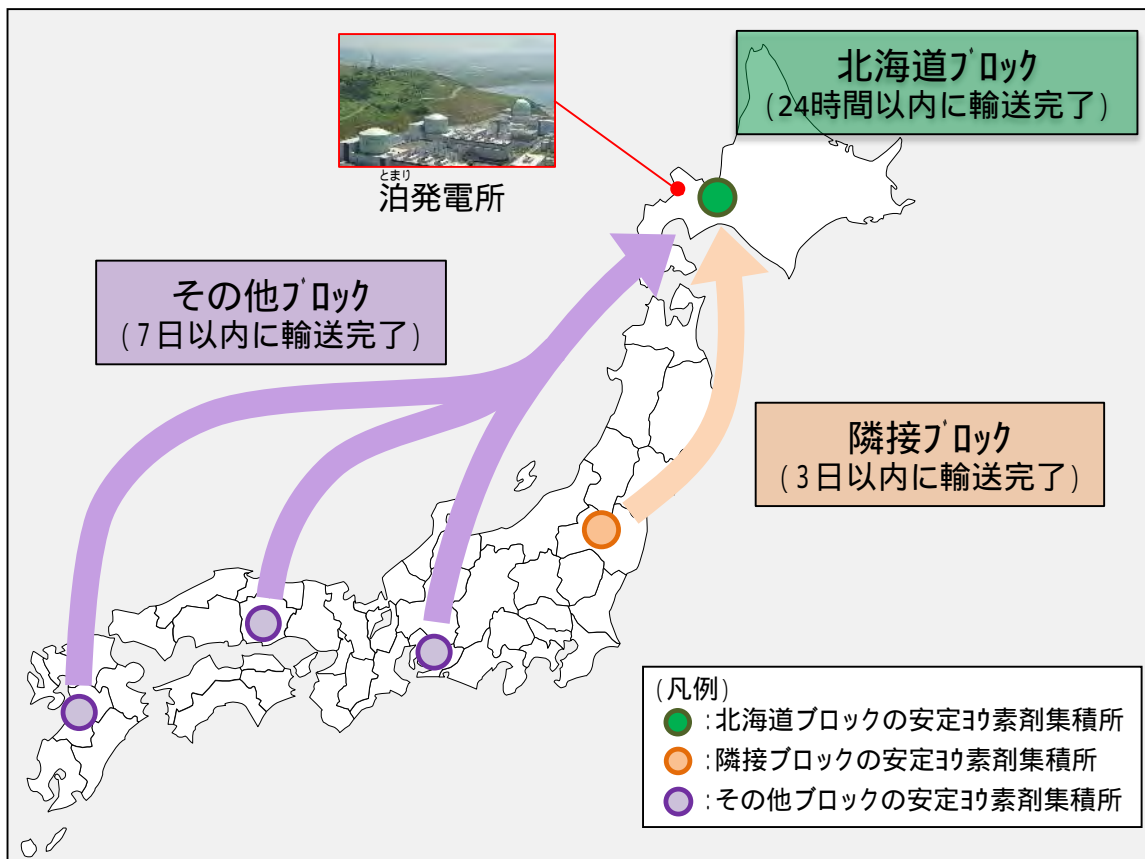 北海道ﾌﾞﾛｯｸ
(24時間以内に輸送完了)
とまり
泊発電所
その他ﾌﾞﾛｯｸ
(7日以内に輸送完了)
隣接ﾌﾞﾛｯｸ
(3日以内に輸送完了)
(凡例)
:北海道ブロックの安定ﾖｳ素剤集積所
:隣接ブロックの安定ﾖｳ素剤集積所
:その他ブロックの安定ﾖｳ素剤集積所